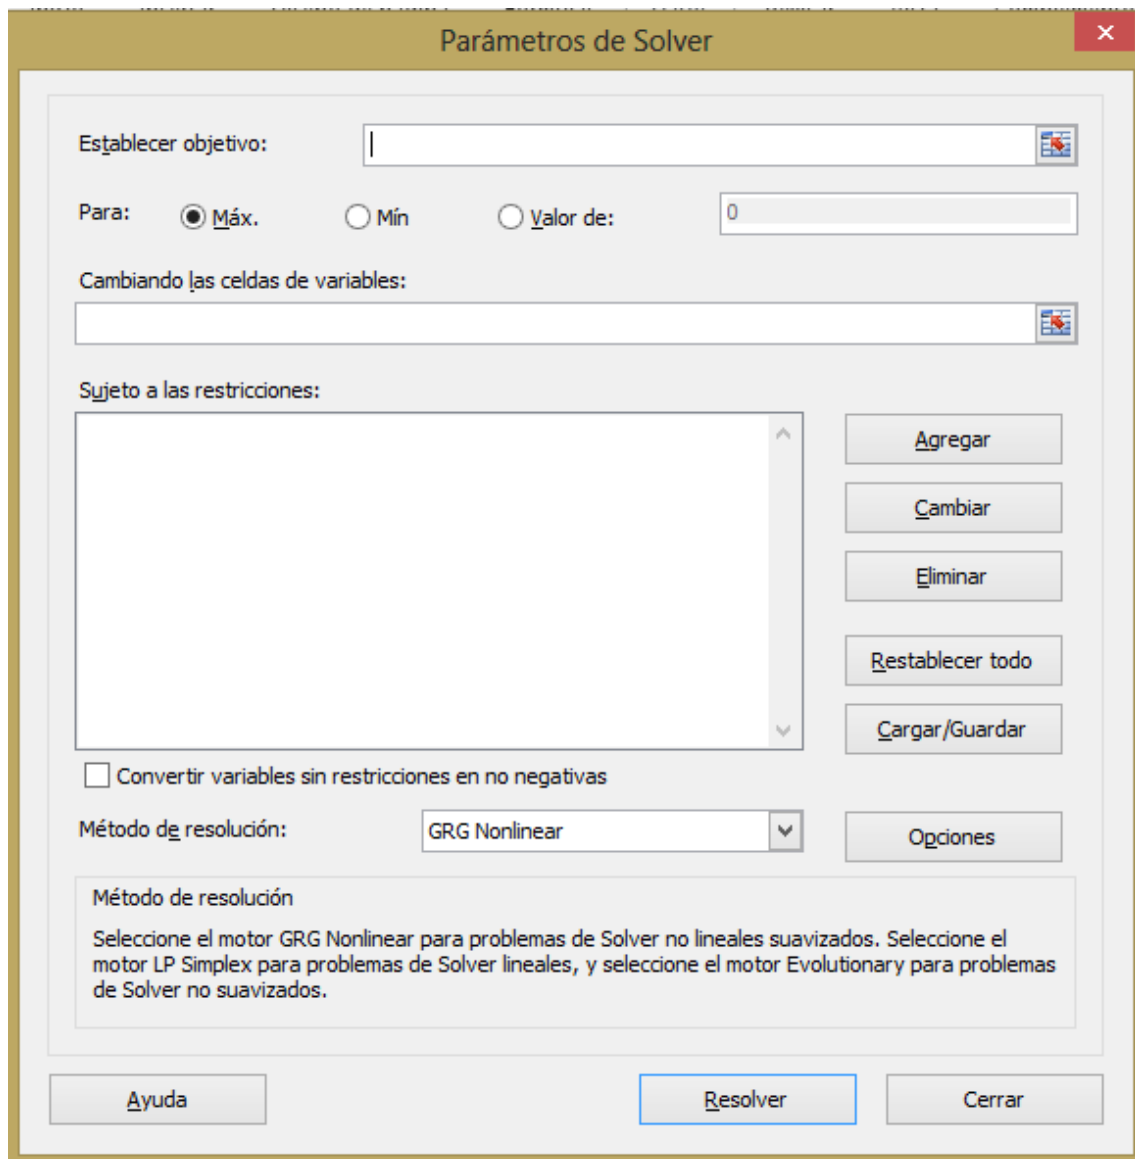 Parámetros de Solver
Establecer objetivo:
Para: Máx. Mín Valor de: 0
Cambiando las celdas de variables:
Sujeto a las restricciones:
Agregar
Cambiar
Eliminar
Restablecer todo
Cargar/Guardar
Convertir variables sin restricciones en no negativas
Método de resolución: GRG Nonlinear Opciones
Método de resolución
Seleccione el motor GRG Nonlinear para problemas de Solver no lineales suavizados. Seleccione el
motor LP Simplex para problemas de Solver lineales, y seleccione el motor Evolutionary para problemas
de Solver no suavizados.
Ayuda Resolver Cerrar